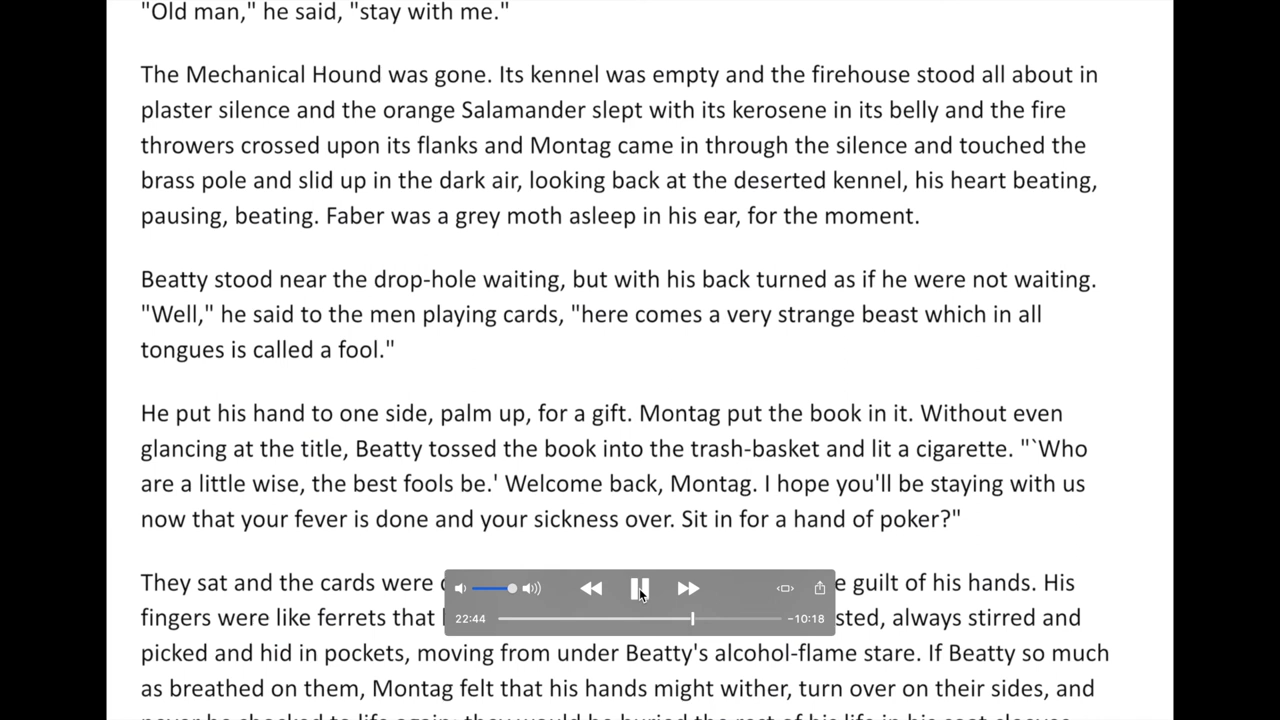 "Old man," he said, "stay with me."
The Mechanical Hound was gone. Its kennel was empty and the firehouse stood all about in
plaster silence and the orange Salamander slept with its kerosene in its belly and the fire
throwers crossed upon its flanks and Montag came in through the silence and touched the
brass pole and slid up in the dark air, looking back at the deserted kennel, his heart beating,
pausing, beating. Faber was a grey moth asleep in his ear, for the moment.
Beatty stood near the drop-hole waiting, but with his back turned as if he were not waiting.
"Well," he said to the men playing cards, "here comes a very strange beast which in all
tongues is called a fool."
He put his hand to one side, palm up, for a gift. Montag put the book in it. Without even
glancing at the title, Beatty tossed the book into the trash-basket and lit a cigarette. "`Who
are a little wise, the best fools be.' Welcome back, Montag. I hope you'll be staying with us
now that your fever is done and your sickness over. Sit in for a hand of poker?"
They sat and the cards were guilt of his hands. His
fingers were like ferrets that always stirred and
22:44 −10:18
picked and hid in pockets, moving from under Beatty's alcohol-flame stare. If Beatty so much
as breathed on them, Montag felt that his hands might wither, turn over on their sides, and